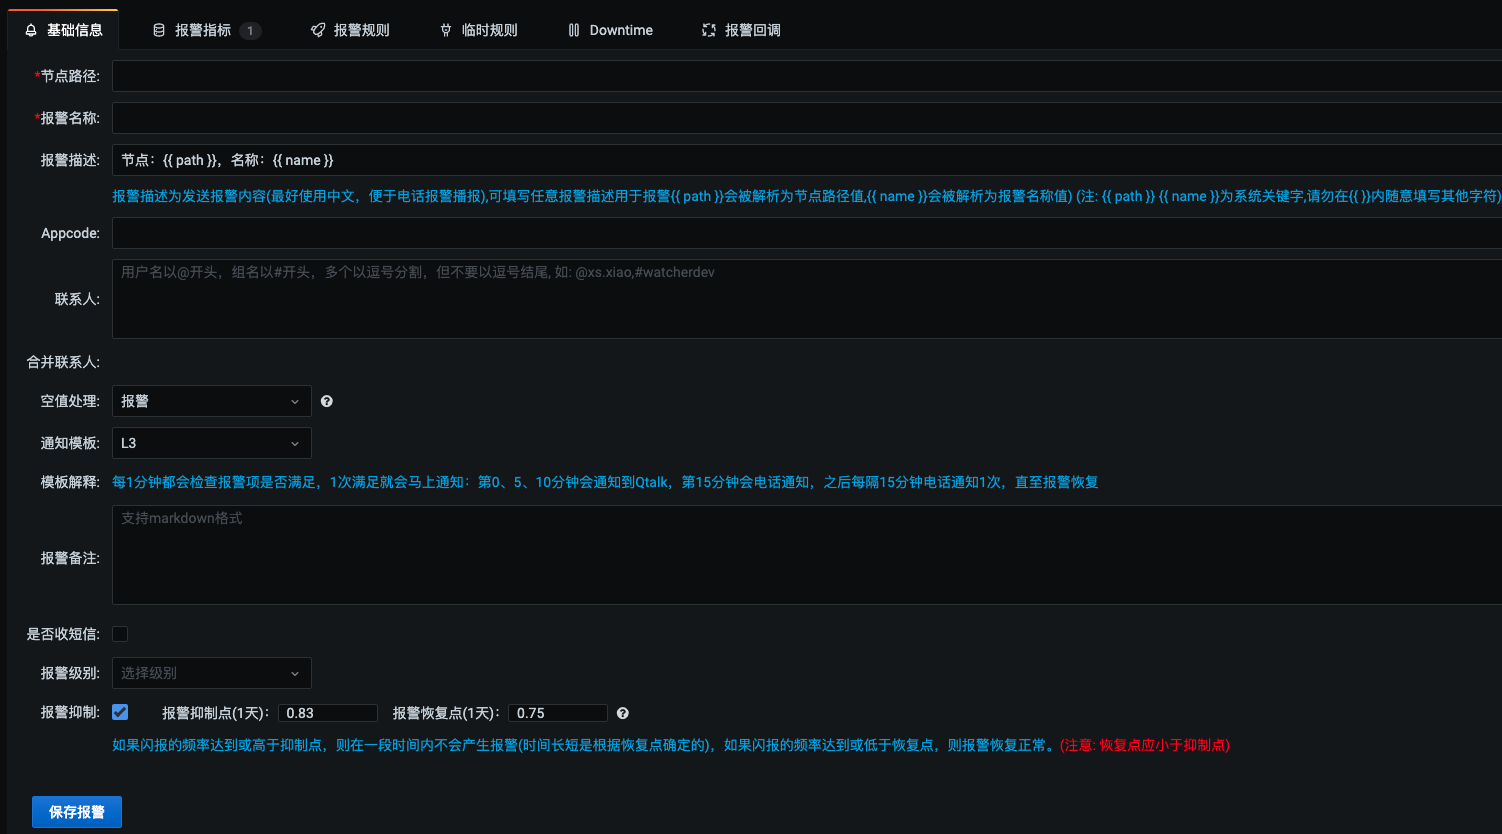 基础信息 报警指标 1 报警规则 临时规则 Downtime 报警回调
*节点路径:
*报警名称:
报警描述: 节点：{{ path }}，名称：{{ name }}
报警描述为发送报警内容(最好使用中文，便于电话报警播报),可填写任意报警描述用于报警{{ path }}会被解析为节点路径值,{{ name }}会被解析为报警名称值) (注: {{ path }} {{ name }}为系统关键字,请勿在{{ }}内随意填写其他字符)
Appcode:
联系人: 用户名以@开头，组名以#开头，多个以逗号分割，但不要以逗号结尾, 如: @xs.xiao,#watcherdev
合并联系人:
空值处理: 报警
通知模板: L3
模板解释: 每1分钟都会检查报警项是否满足，1次满足就会马上通知：第0、5、10分钟会通知到Qtalk，第15分钟会电话通知，之后每隔15分钟电话通知1次，直至报警恢复
报警备注: 支持markdown格式
是否收短信:
报警级别: 选择级别
报警抑制: 报警抑制点(1天)： 0.83 报警恢复点(1天)： 0.75
如果闪报的频率达到或高于抑制点，则在一段时间内不会产生报警(时间长短是根据恢复点确定的)，如果闪报的频率达到或低于恢复点，则报警恢复正常。(注意: 恢复点应小于抑制点)
保存报警